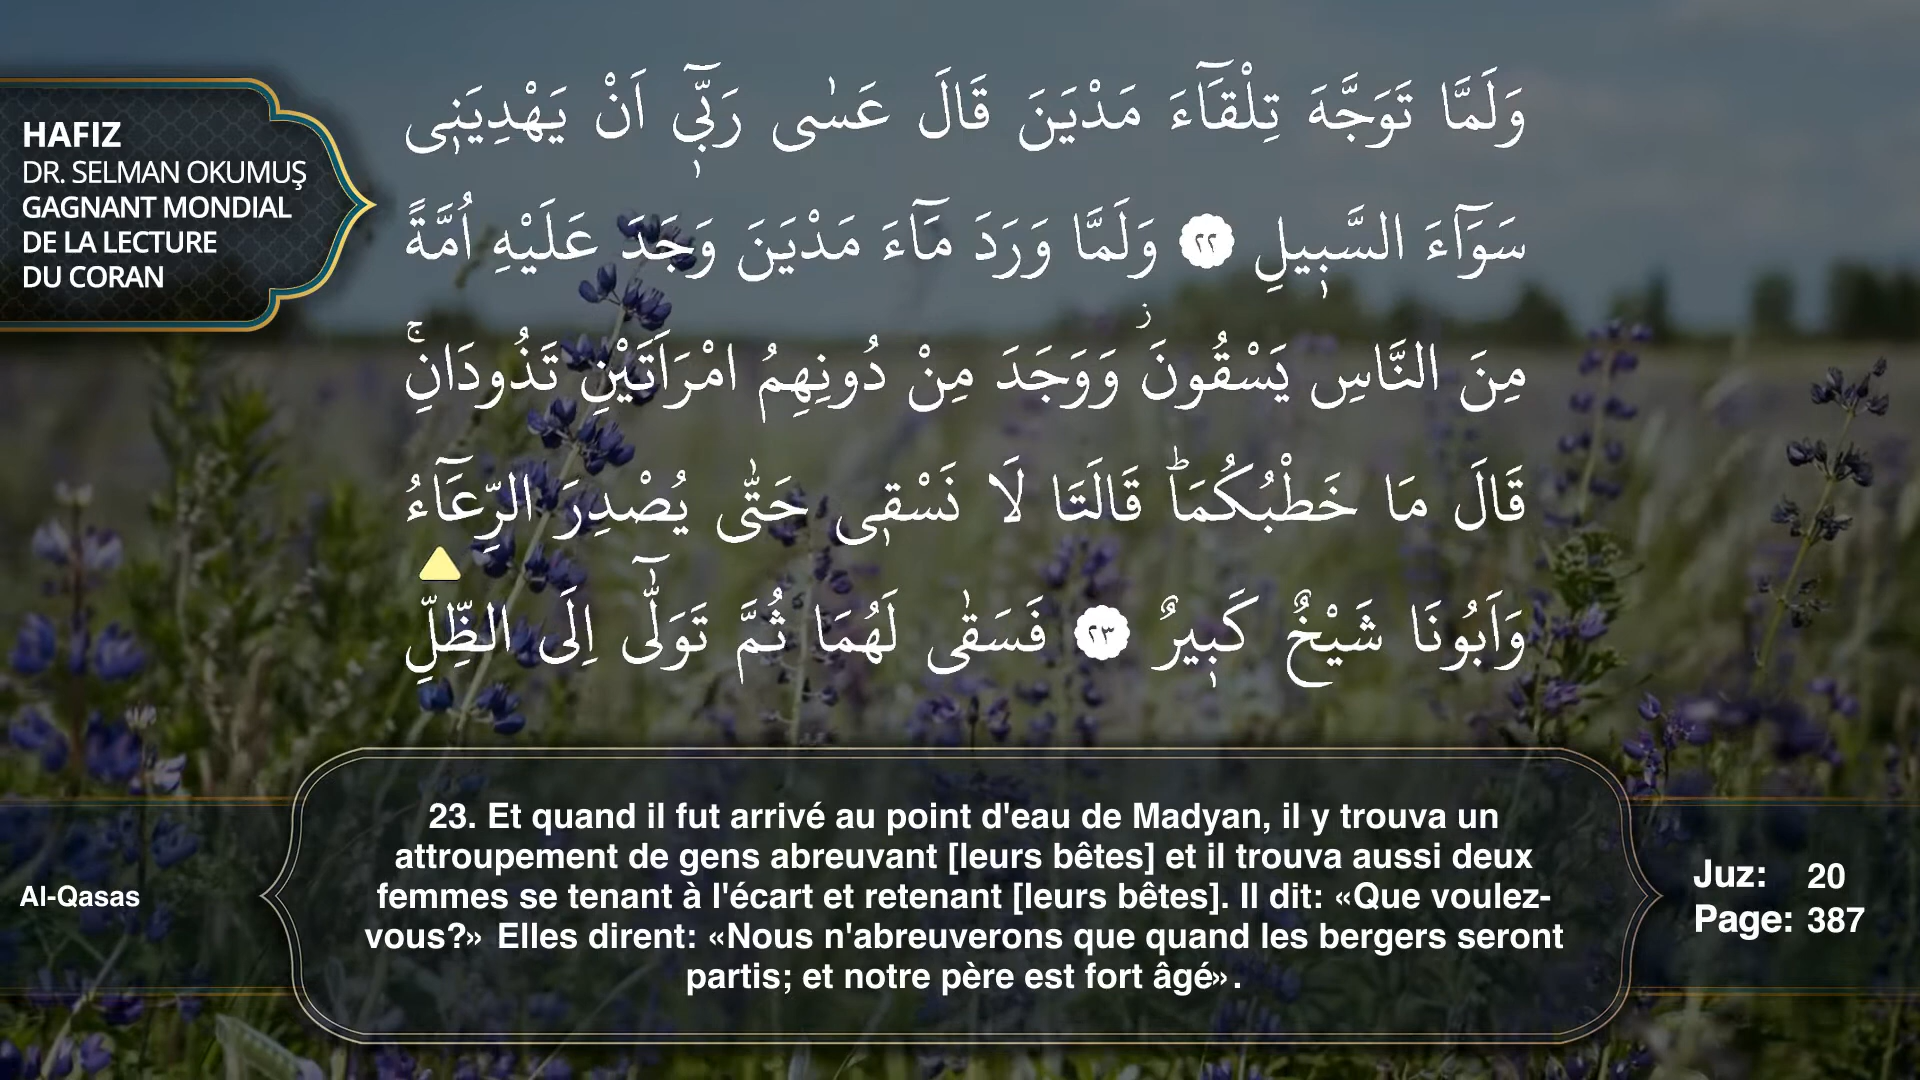 HAFIZ
DR. SELMAN OKUMUŞ
GAGNANT MONDIAL
DE LA LECTURE
DU CORAN
وَلَمَّا تَوَجَّهَ تِلْقَٓاءَ مَدْيَنَ قَالَ عَسٰى رَبّ۪ٓي اَنْ يَهْدِيَن۪ي
سَوَٓاءَ السَّب۪يلِ ﴿٢٢﴾ وَلَمَّا وَرَدَ مَٓاءَ مَدْيَنَ وَجَدَ عَلَيْهِ اُمَّةً
مِنَ النَّاسِ يَسْقُونَۘ وَوَجَدَ مِنْ دُونِهِمُ امْرَاَتَيْنِ تَذُودَانِۚ
قَالَ مَا خَطْبُكُمَاۜ قَالَتَا لَا نَسْق۪ي حَتّٰى يُصْدِرَ الرِّعَٓاءُ
وَاَبُونَا شَيْخٌ كَب۪يرٌ ﴿٢٣﴾ فَسَقٰى لَهُمَا ثُمَّ تَوَلّٰٓى اِلَى الظِّلِّ
23. Et quand il fut arrivé au point d'eau de Madyan, il y trouva un
attroupement de gens abreuvant [leurs bêtes] et il trouva aussi deux
femmes se tenant à l'écart et retenant [leurs bêtes]. Il dit: «Que voulez-
vous?» Elles dirent: «Nous n'abreuverons que quand les bergers seront
partis; et notre père est fort âgé».
Al-Qasas
Juz: 20
Page: 387